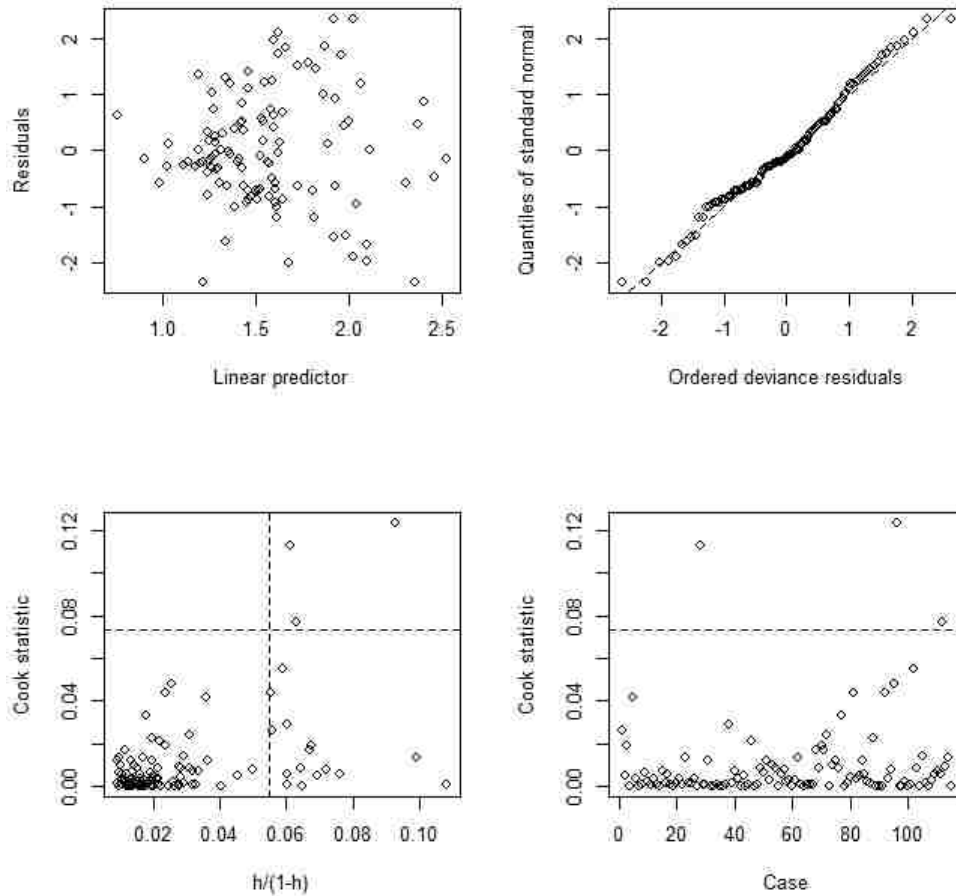 Residuals
2
1
0
-1
-2
1.0 1.5 2.0 2.5
Linear predictor
Quantiles of standard normal
2
1
0
-1
-2
-2 -1 0 1 2
Ordered deviance residuals
Cook statistic
0.12
0.08
0.04
0.00
0.02 0.04 0.06 0.08 0.10
h/(1-h)
Cook statistic
0.12
0.08
0.04
0.00
0 20 40 60 80 100
Case